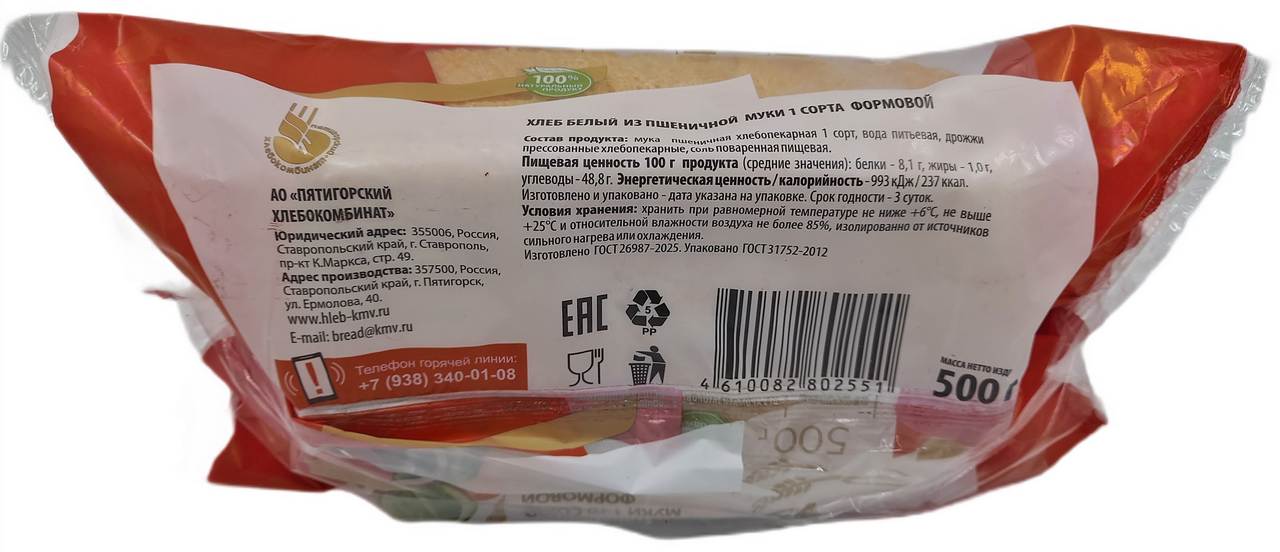 100%
НАТУРАЛЬНЫЙ
ПРОДУКТ
ХЛЕБ БЕЛЫЙ ИЗ ПШЕНИЧНОЙ МУКИ 1 СОРТА ФОРМОВОЙ
Состав продукта: мука пшеничная хлебопекарная 1 сорт, вода питьевая, дрожжи
прессованные хлебопекарные, соль поваренная пищевая.
Пищевая ценность 100 г продукта (средние значения): белки - 8,1 г, жиры - 1,0 г,
углеводы - 48,8 г. Энергетическая ценность / калорийность - 993 кДж / 237 ккал.
Изготовлено и упаковано - дата указана на упаковке. Срок годности - 3 суток.
Условия хранения: хранить при равномерной температуре не ниже +6°С, не выше
+25°С и относительной влажности воздуха не более 85%, изолированно от источников
сильного нагрева или охлаждения.
Изготовлено ГОСТ 26987-2025. Упаковано ГОСТ 31752-2012
АО «ПЯТИГОРСКИЙ
ХЛЕБОКОМБИНАТ»
Юридический адрес: 355006, Россия,
Ставропольский край, г. Ставрополь,
пр-кт К.Маркса, стр. 49.
Адрес производства: 357500, Россия,
Ставропольский край, г. Пятигорск,
ул. Ермолова, 40.
www.hleb-kmv.ru
E-mail: bread@kmv.ru
Телефон горячей линии:
+7 (938) 340-01-08
EAC
5
PP
4 610082 802551
МАССА НЕТТО ИЗД
500 г
500 г
ФОРМОВОЙ